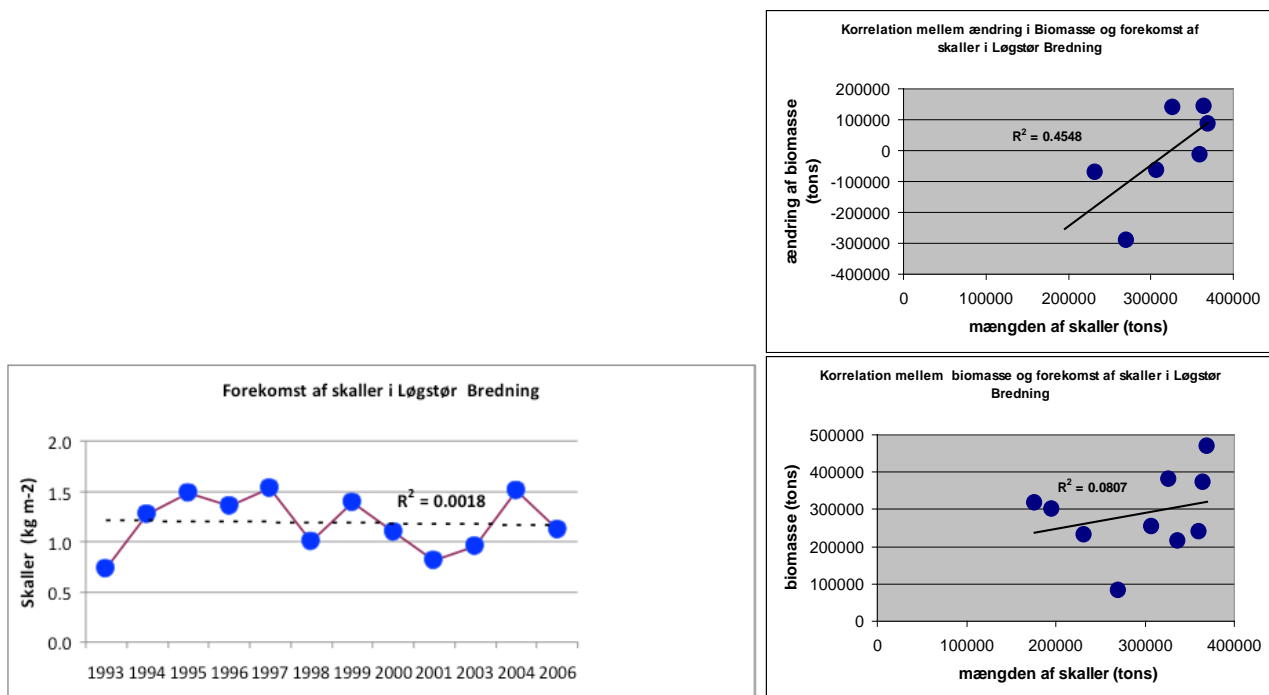 Korrelation mellem ændring i Biomasse og forekomst af
skaller i Løgstør Bredning
ændring af biomasse
(tons)
200000
100000
0
-100000
-200000
-300000
-400000
R² = 0.4548
0 100000 200000 300000 400000
mængden af skaller (tons)
Forekomst af skaller i Løgstør Bredning
Skaller (kg m-2)
2.0
1.5
1.0
0.5
0.0
R² = 0.0018
1993 1994 1995 1996 1997 1998 1999 2000 2001 2003 2004 2006
Korrelation mellem biomasse og forekomst af skaller i Løgstør
Bredning
biomasse (tons)
500000
400000
300000
200000
100000
0
R² = 0.0807
0 100000 200000 300000 400000
mængden af skaller (tons)